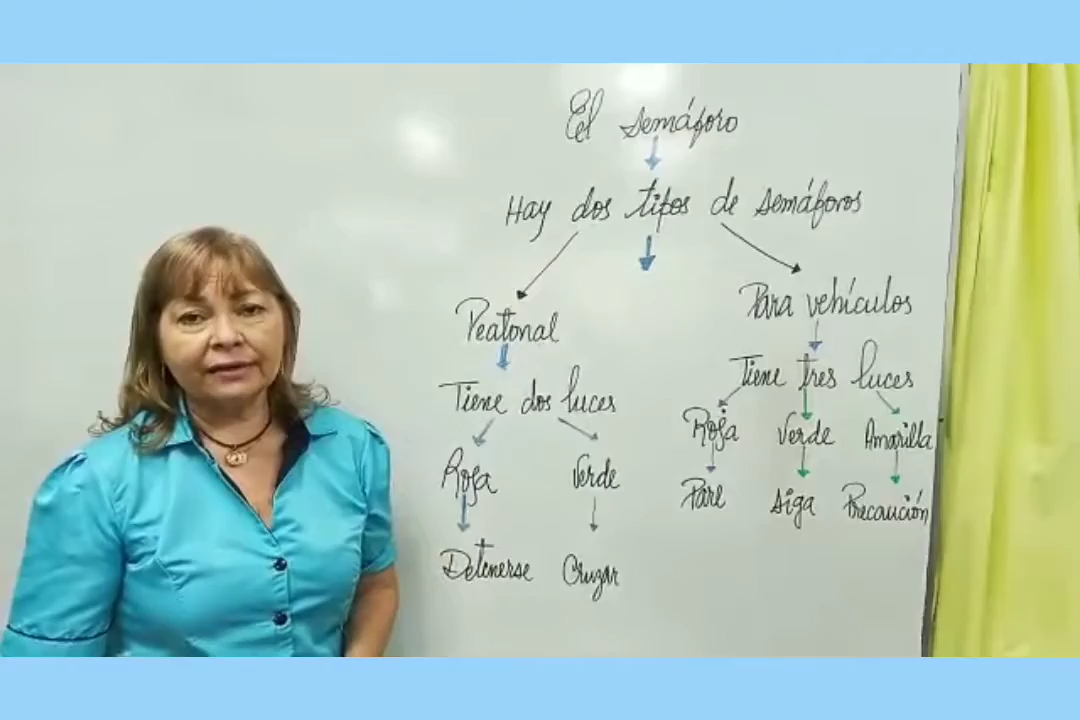 El semáforo
Hay dos tipos de semáforos
Peatonal
Tiene dos luces
Roja
Verde
Detenerse
Cruzar
Para vehículos
Tiene tres luces
Roja
Verde
Amarilla
Pare
Siga
Precaución